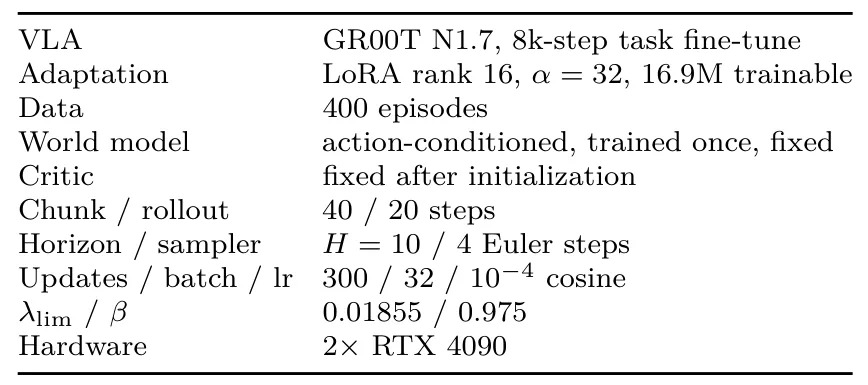 VLA GR00T N1.7, 8k-step task fine-tune
Adaptation LoRA rank 16, α = 32, 16.9M trainable
Data 400 episodes
World model action-conditioned, trained once, fixed
Critic fixed after initialization
Chunk / rollout 40 / 20 steps
Horizon / sampler H = 10 / 4 Euler steps
Updates / batch / lr 300 / 32 / 10⁻⁴ cosine
λ_lim / β 0.01855 / 0.975
Hardware 2× RTX 4090